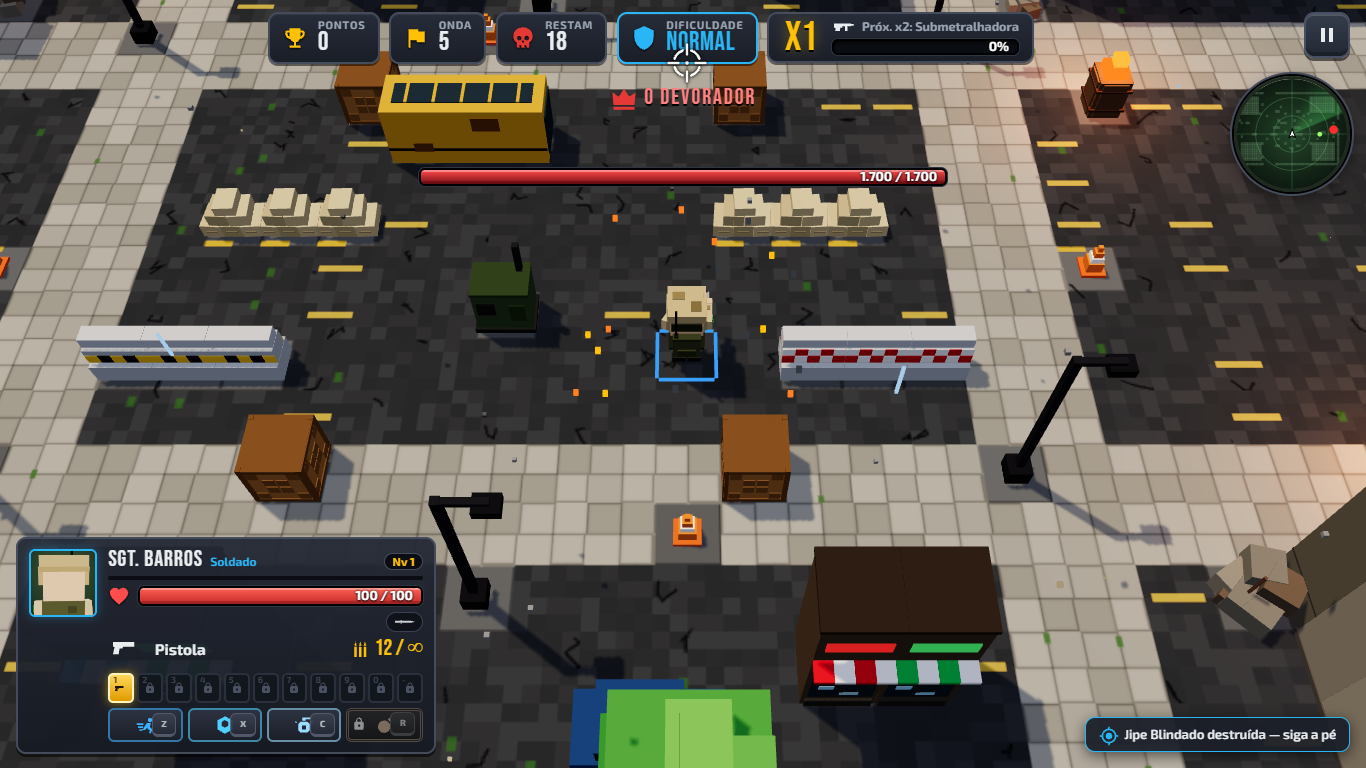 PONTOS
0
ONDA
5
RESTAM
18
DIFICULDADE
NORMAL
X1
Próx. x2: Submetralhadora
0%
O DEVORADOR
1.700 / 1.700
SGT. BARROS Soldado Nv 1
100 / 100
Pistola 12 / ∞
1 2 3 4 5 6 7 8 9 0 -
Z X C R
Jipe Blindado destruída — siga a pé